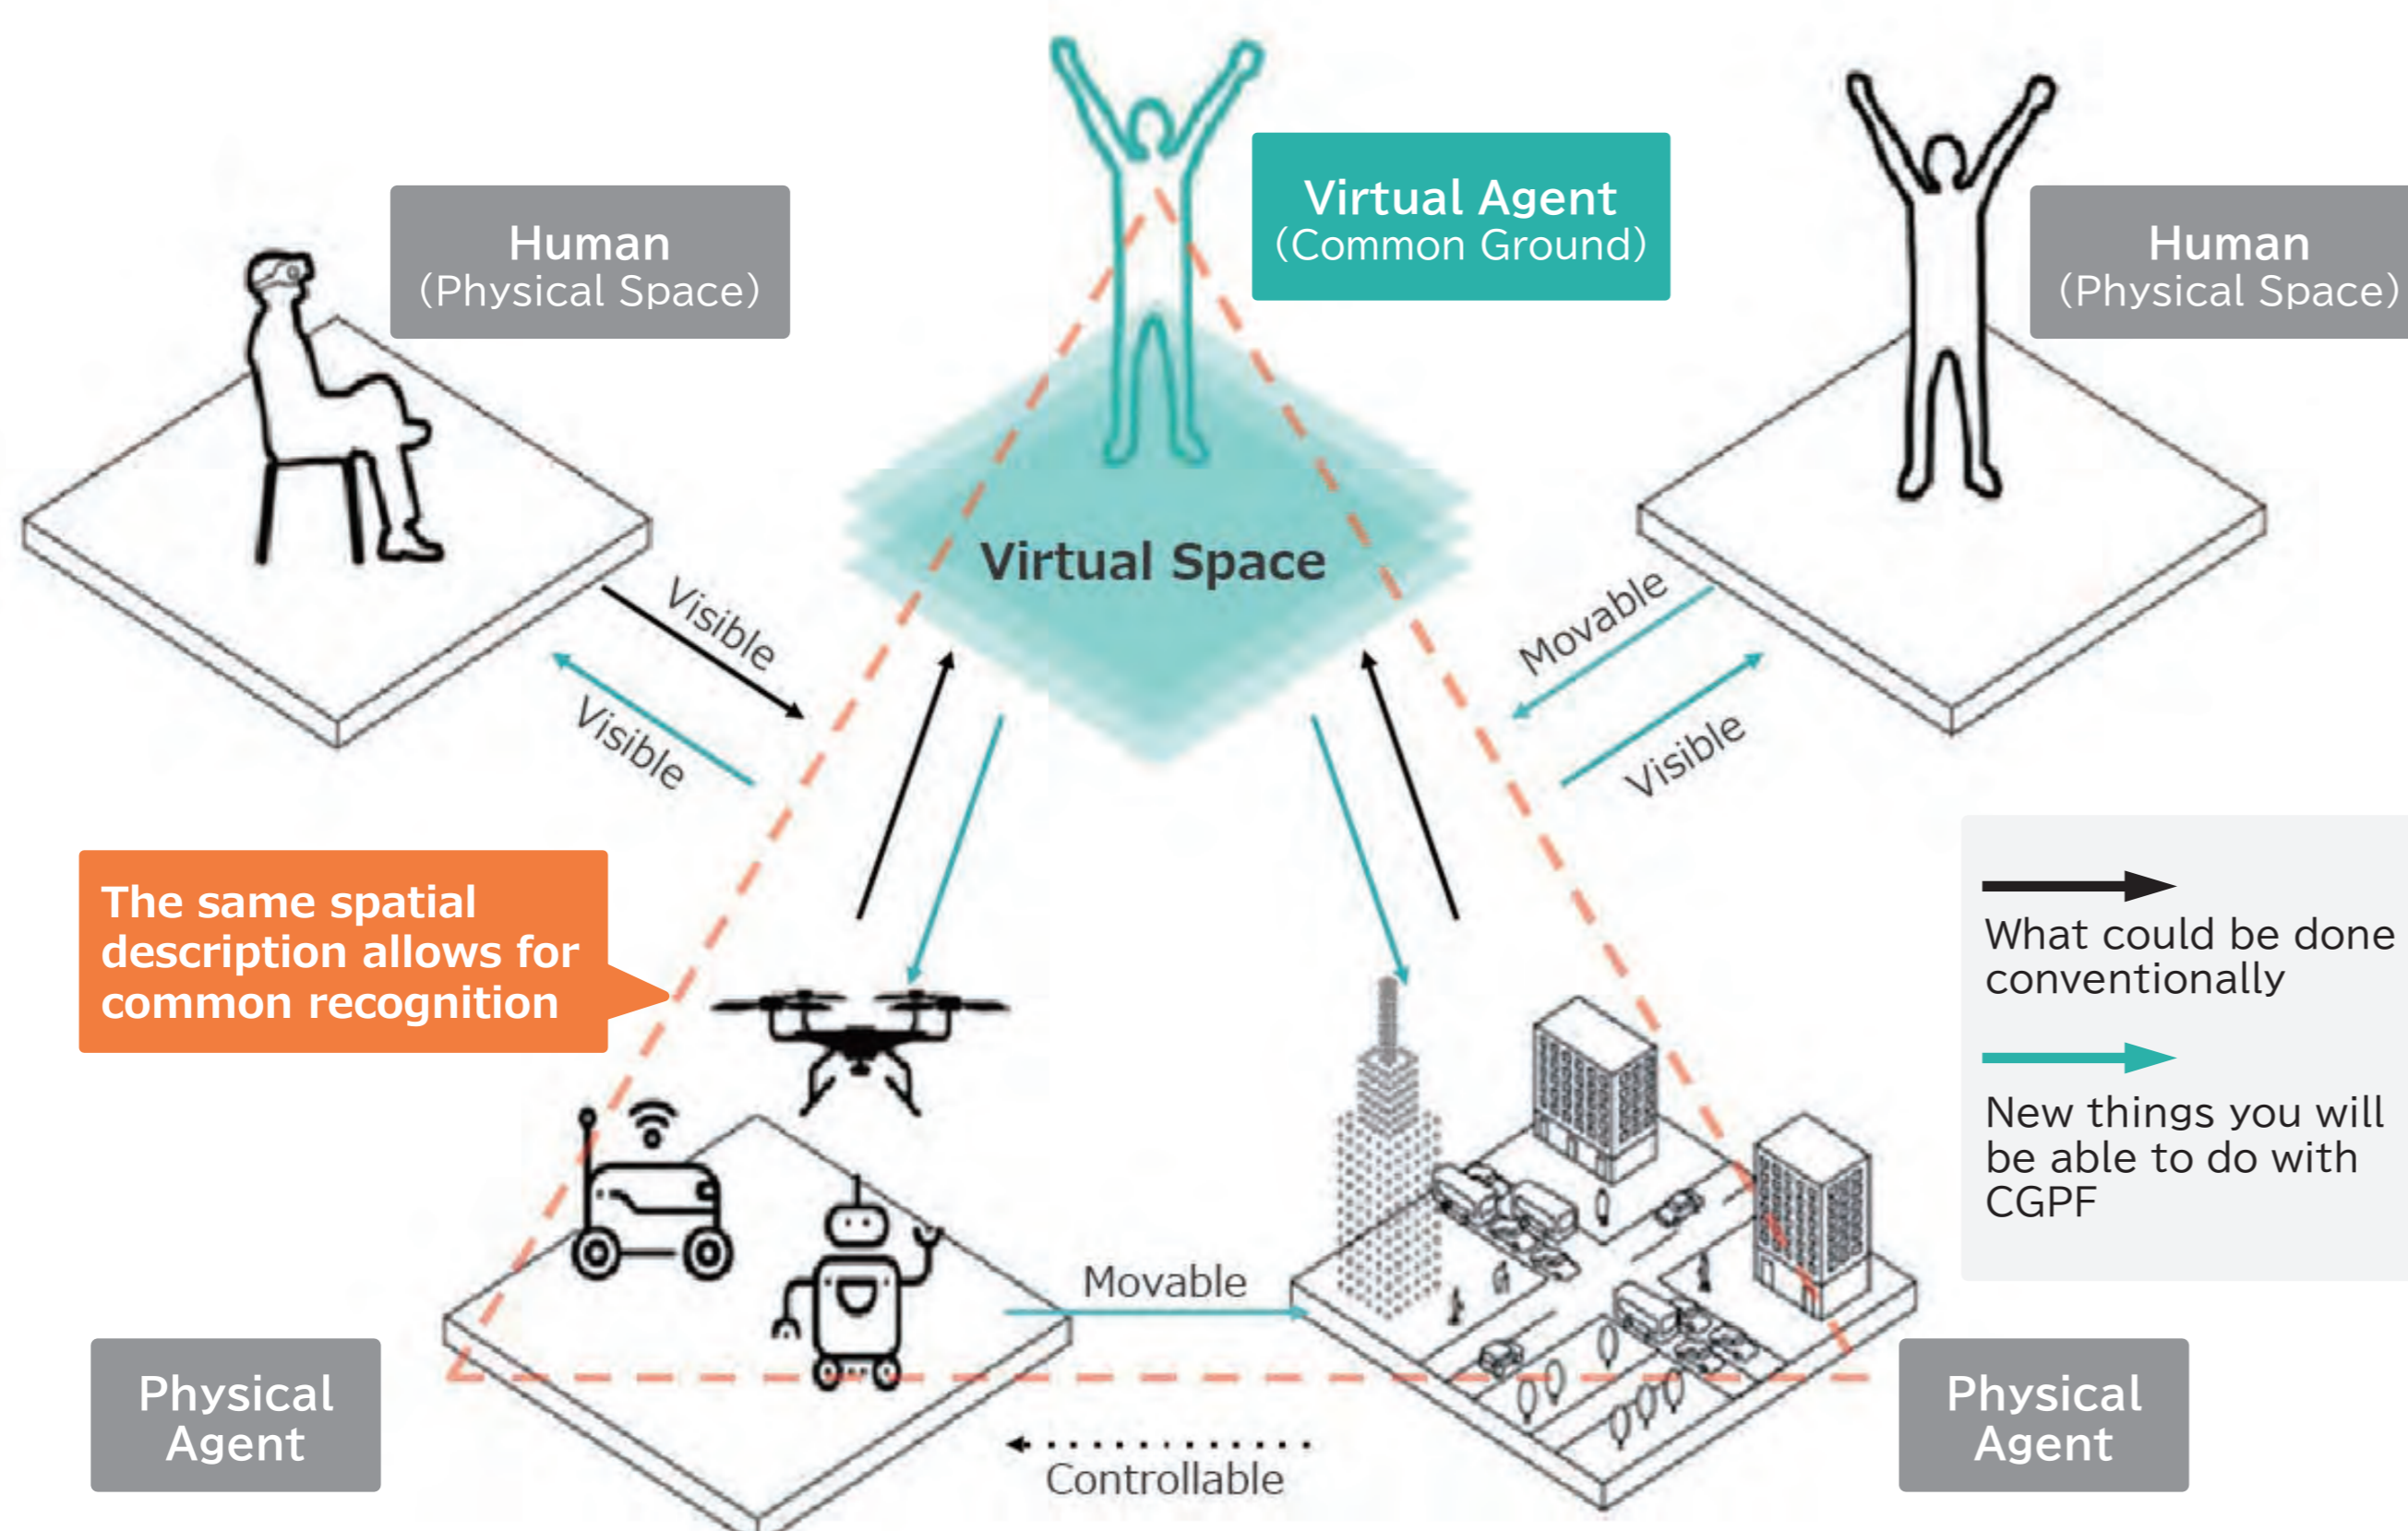 Virtual Agent
(Common Ground)
Human
(Physical Space)
Human
(Physical Space)
Virtual Space
Visible
Visible
Movable
Visible
The same spatial
description allows for
common recognition
What could be done
conventionally
New things you will
be able to do with
CGPF
Movable
Physical
Agent
Physical
Agent
Controllable